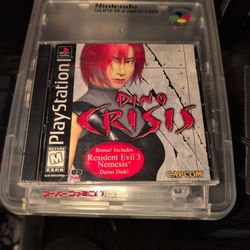 Nintendo
SUPER FAMICOM
PlayStation
DINO
CRISIS
Bonus! Includes
Resident Evil 3
Nemesis™
Demo Disk!
M
CAPCOM
スーパーファミコン